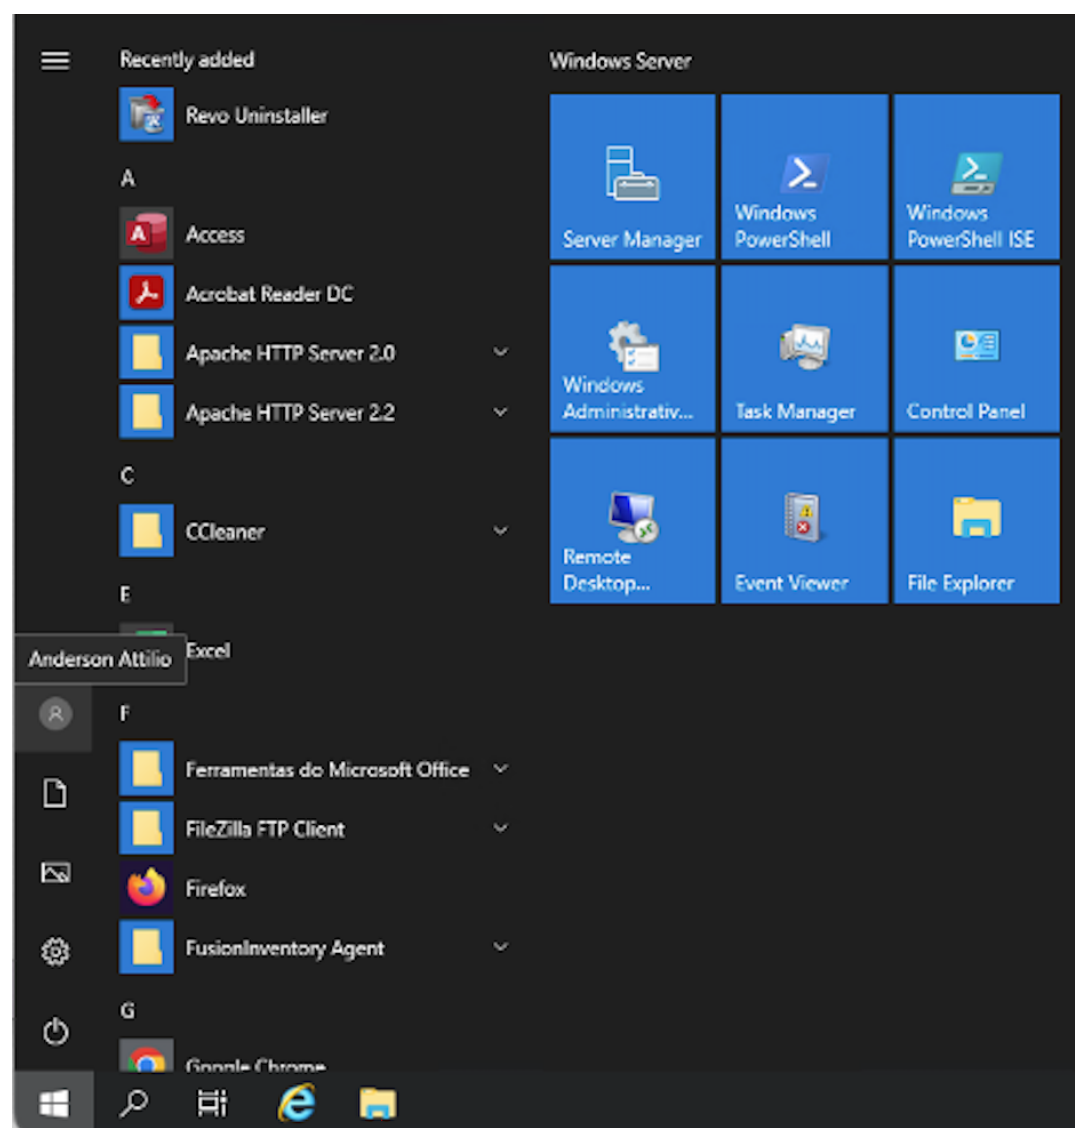 Recently added
Revo Uninstaller
A
Access
Acrobat Reader DC
Apache HTTP Server 2.0
Apache HTTP Server 2.2
C
CCleaner
E
Excel
Anderson Attilio
F
Ferramentas do Microsoft Office
FileZilla FTP Client
Firefox
FusionInventory Agent
G
Google Chrome
Windows Server
Server Manager
Windows
PowerShell
Windows
PowerShell ISE
Windows
Administrativ...
Task Manager
Control Panel
Remote
Desktop...
Event Viewer
File Explorer